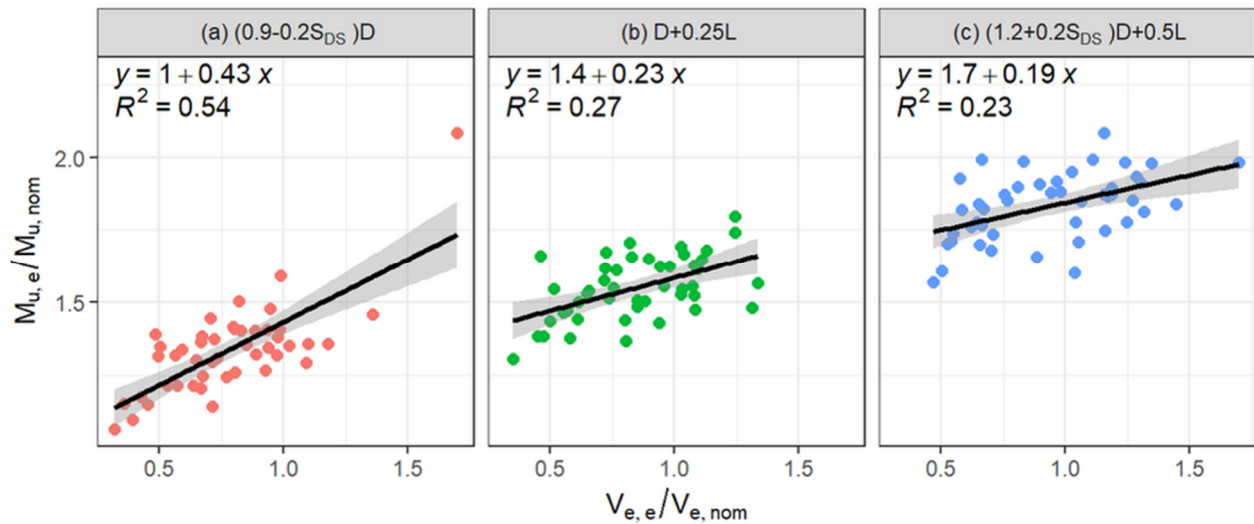 (a) (0.9-0.2S_DS )D
(b) D+0.25L
(c) (1.2+0.2S_DS )D+0.5L
y = 1 + 0.43 x
R² = 0.54
y = 1.4 + 0.23 x
R² = 0.27
y = 1.7 + 0.19 x
R² = 0.23
M_u, e/M_u, nom
2.0
1.5
0.5 1.0 1.5
0.5 1.0 1.5
0.5 1.0 1.5
V_e, e/V_e, nom